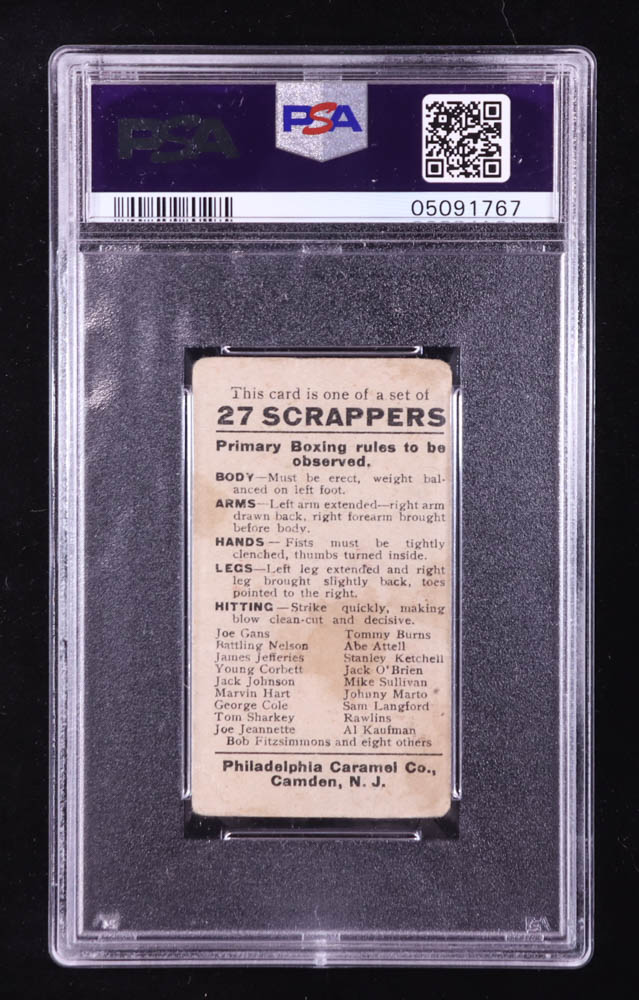 PSA
PSA
05091767
This card is one of a set of
27 SCRAPPERS
Primary Boxing rules to be
observed.
BODY—Must be erect, weight bal-
anced on left foot.
ARMS—Left arm extended—right arm
drawn back, right forearm brought
before body.
HANDS—Fists must be tightly
clenched, thumbs turned inside.
LEGS—Left leg extended and right
leg brought slightly back, toes
pointed to the right.
HITTING—Strike quickly, making
blow clean-cut and decisive.
Joe Gans Tommy Burns
Battling Nelson Abe Attell
James Jefferies Stanley Ketchell
Young Corbett Jack O'Brien
Jack Johnson Mike Sullivan
Marvin Hart Johnny Marto
George Cole Sam Langford
Tom Sharkey Rawlins
Joe Jeannette Al Kaufman
Bob Fitzsimmons and eight others
Philadelphia Caramel Co.,
Camden, N. J.